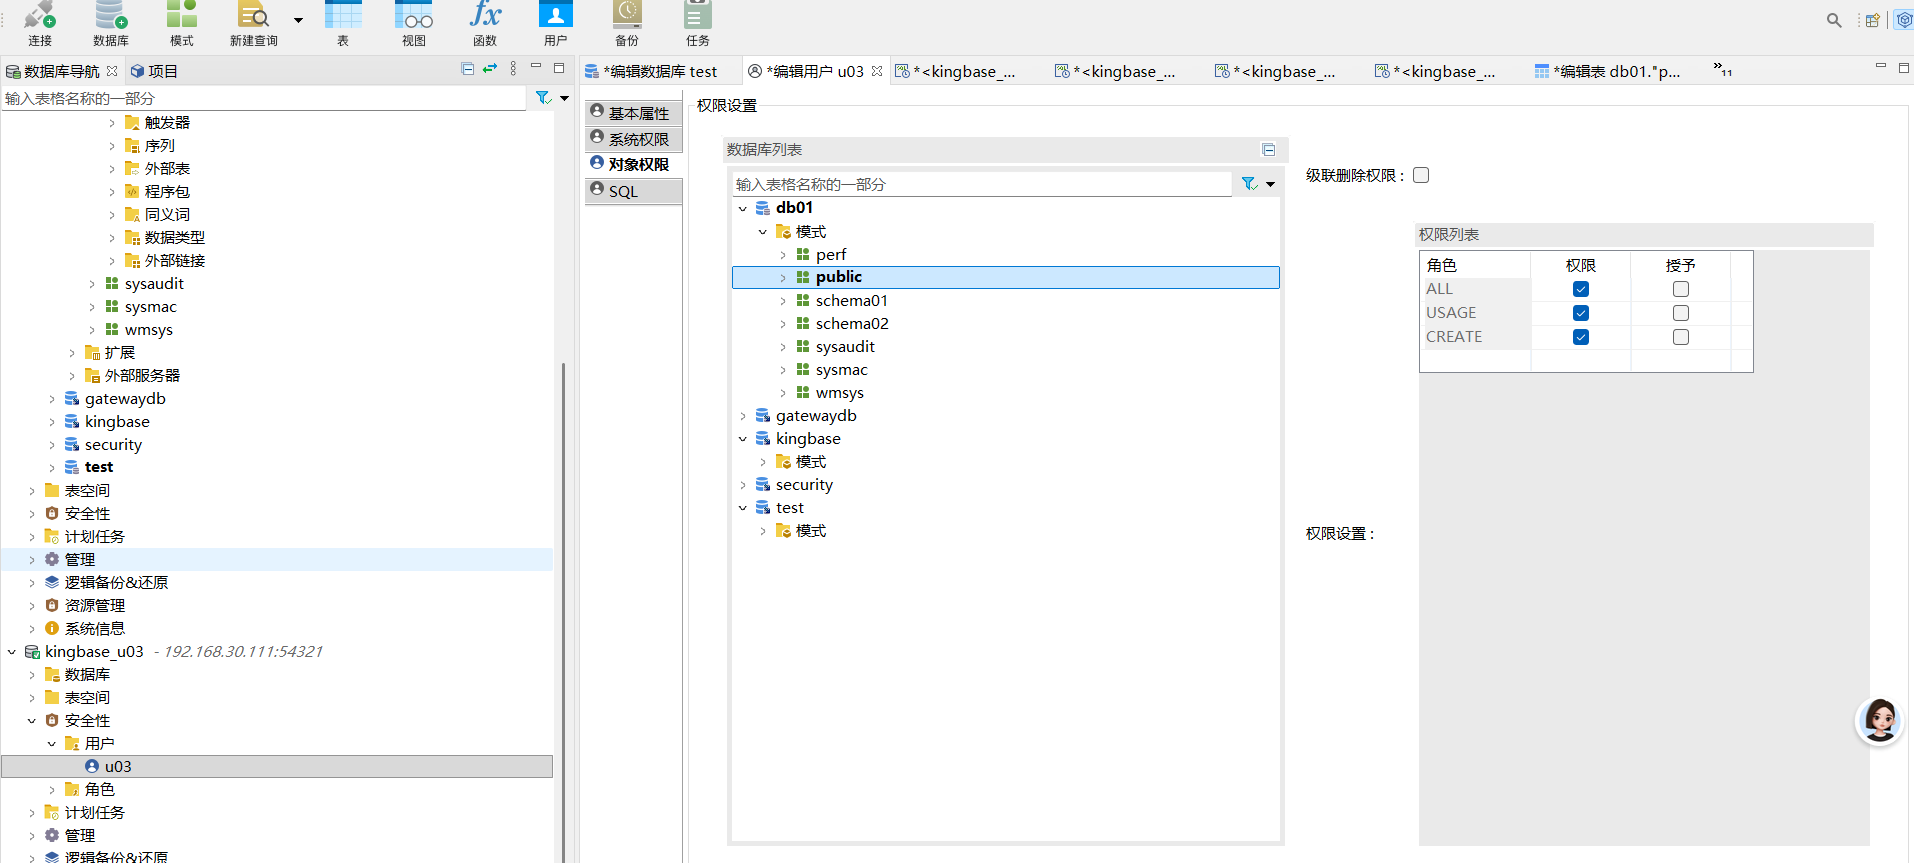 连接
数据库
模式
新建查询
表
视图
函数
用户
备份
任务
数据库导航
项目
输入表格名称的一部分
触发器
序列
外部表
程序包
同义词
数据类型
外部链接
sysaudit
sysmac
wmsys
扩展
外部服务器
gatewaydb
kingbase
security
test
表空间
安全性
计划任务
管理
逻辑备份&还原
资源管理
系统信息
kingbase_u03 - 192.168.30.111:54321
数据库
表空间
安全性
用户
u03
角色
计划任务
管理
逻辑备份&还原
*编辑数据库 test
*编辑用户 u03
*<kingbase_...
*<kingbase_...
*<kingbase_...
*<kingbase_...
*编辑表 db01."p...
»11
基本属性
系统权限
对象权限
SQL
权限设置
数据库列表
输入表格名称的一部分
db01
模式
perf
public
schema01
schema02
sysaudit
sysmac
wmsys
gatewaydb
kingbase
模式
security
test
模式
级联删除权限：
权限设置：
权限列表
角色 权限 授予
ALL
USAGE
CREATE